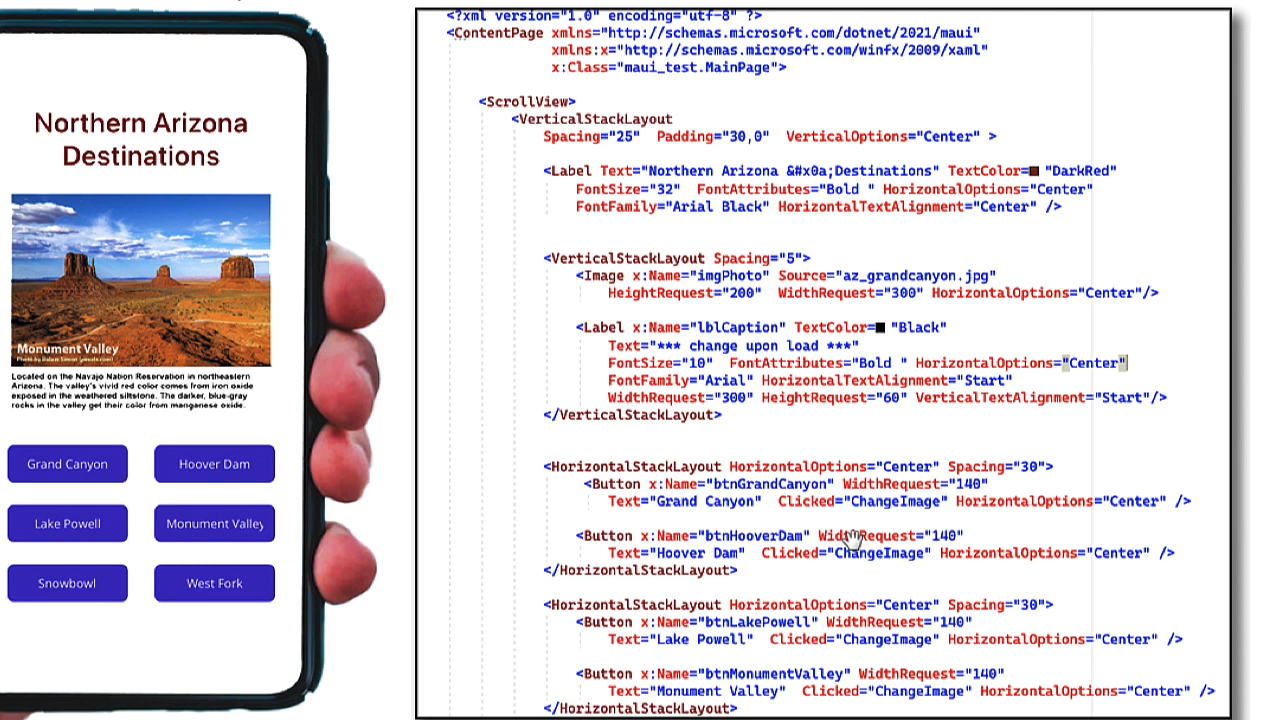 Northern Arizona
Destinations
Monument Valley
Photo by
Located on the Navajo Nation Reservation in northeastern
Arizona. The valley's vivid red color comes from iron oxide
exposed in the weathered siltstone. The darker, blue-gray
rocks in the valley get their color from manganese oxide.
Grand Canyon
Hoover Dam
Lake Powell
Monument Valley
Snowbowl
West Fork
<?xml version="1.0" encoding="utf-8" ?>
<ContentPage xmlns="http://schemas.microsoft.com/dotnet/2021/maui"
xmlns:x="http://schemas.microsoft.com/winfx/2009/xaml"
x:Class="maui_test.MainPage">
<ScrollView>
<VerticalStackLayout
Spacing="25" Padding="30,0" VerticalOptions="Center" >
<Label Text="Northern Arizona &#x0a;Destinations" TextColor="DarkRed"
FontSize="32" FontAttributes="Bold " HorizontalOptions="Center"
FontFamily="Arial Black" HorizontalTextAlignment="Center" />
<VerticalStackLayout Spacing="5">
<Image x:Name="imgPhoto" Source="az_grandcanyon.jpg"
HeightRequest="200" WidthRequest="300" HorizontalOptions="Center"/>
<Label x:Name="lblCaption" TextColor="Black"
Text="*** change upon load ***"
FontSize="10" FontAttributes="Bold " HorizontalOptions="Center"
FontFamily="Arial" HorizontalTextAlignment="Start"
WidthRequest="300" HeightRequest="60" VerticalTextAlignment="Start"/>
</VerticalStackLayout>
<HorizontalStackLayout HorizontalOptions="Center" Spacing="30">
<Button x:Name="btnGrandCanyon" WidthRequest="140"
Text="Grand Canyon" Clicked="ChangeImage" HorizontalOptions="Center" />
<Button x:Name="btnHooverDam" WidthRequest="140"
Text="Hoover Dam" Clicked="ChangeImage" HorizontalOptions="Center" />
</HorizontalStackLayout>
<HorizontalStackLayout HorizontalOptions="Center" Spacing="30">
<Button x:Name="btnLakePowell" WidthRequest="140"
Text="Lake Powell" Clicked="ChangeImage" HorizontalOptions="Center" />
<Button x:Name="btnMonumentValley" WidthRequest="140"
Text="Monument Valley" Clicked="ChangeImage" HorizontalOptions="Center" />
</HorizontalStackLayout>